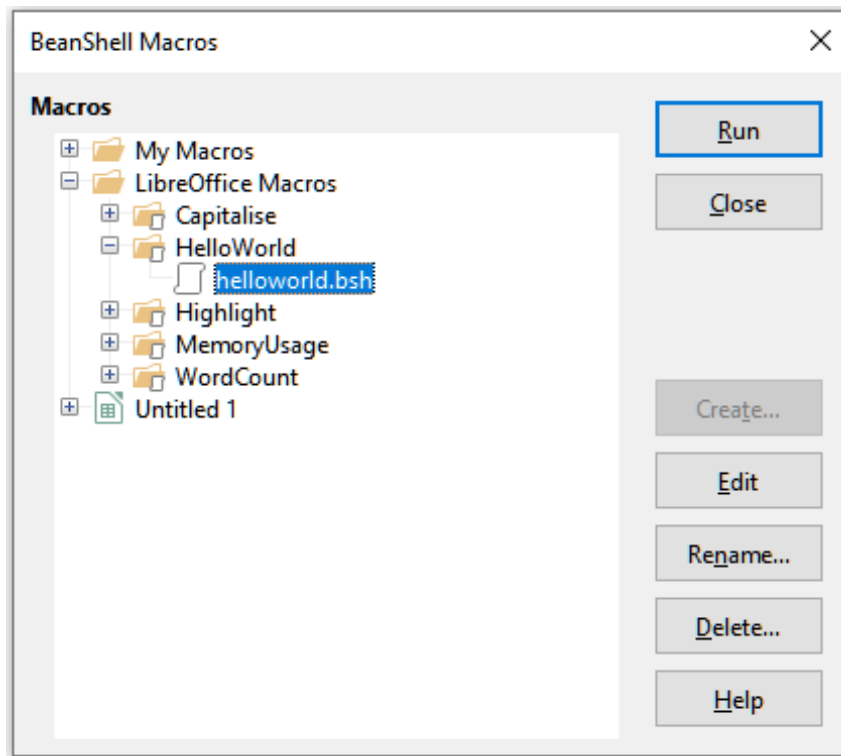 BeanShell Macros
Macros
My Macros
LibreOffice Macros
Capitalise
HelloWorld
helloworld.bsh
Highlight
MemoryUsage
WordCount
Untitled 1
Run
Close
Create...
Edit
Rename...
Delete...
Help